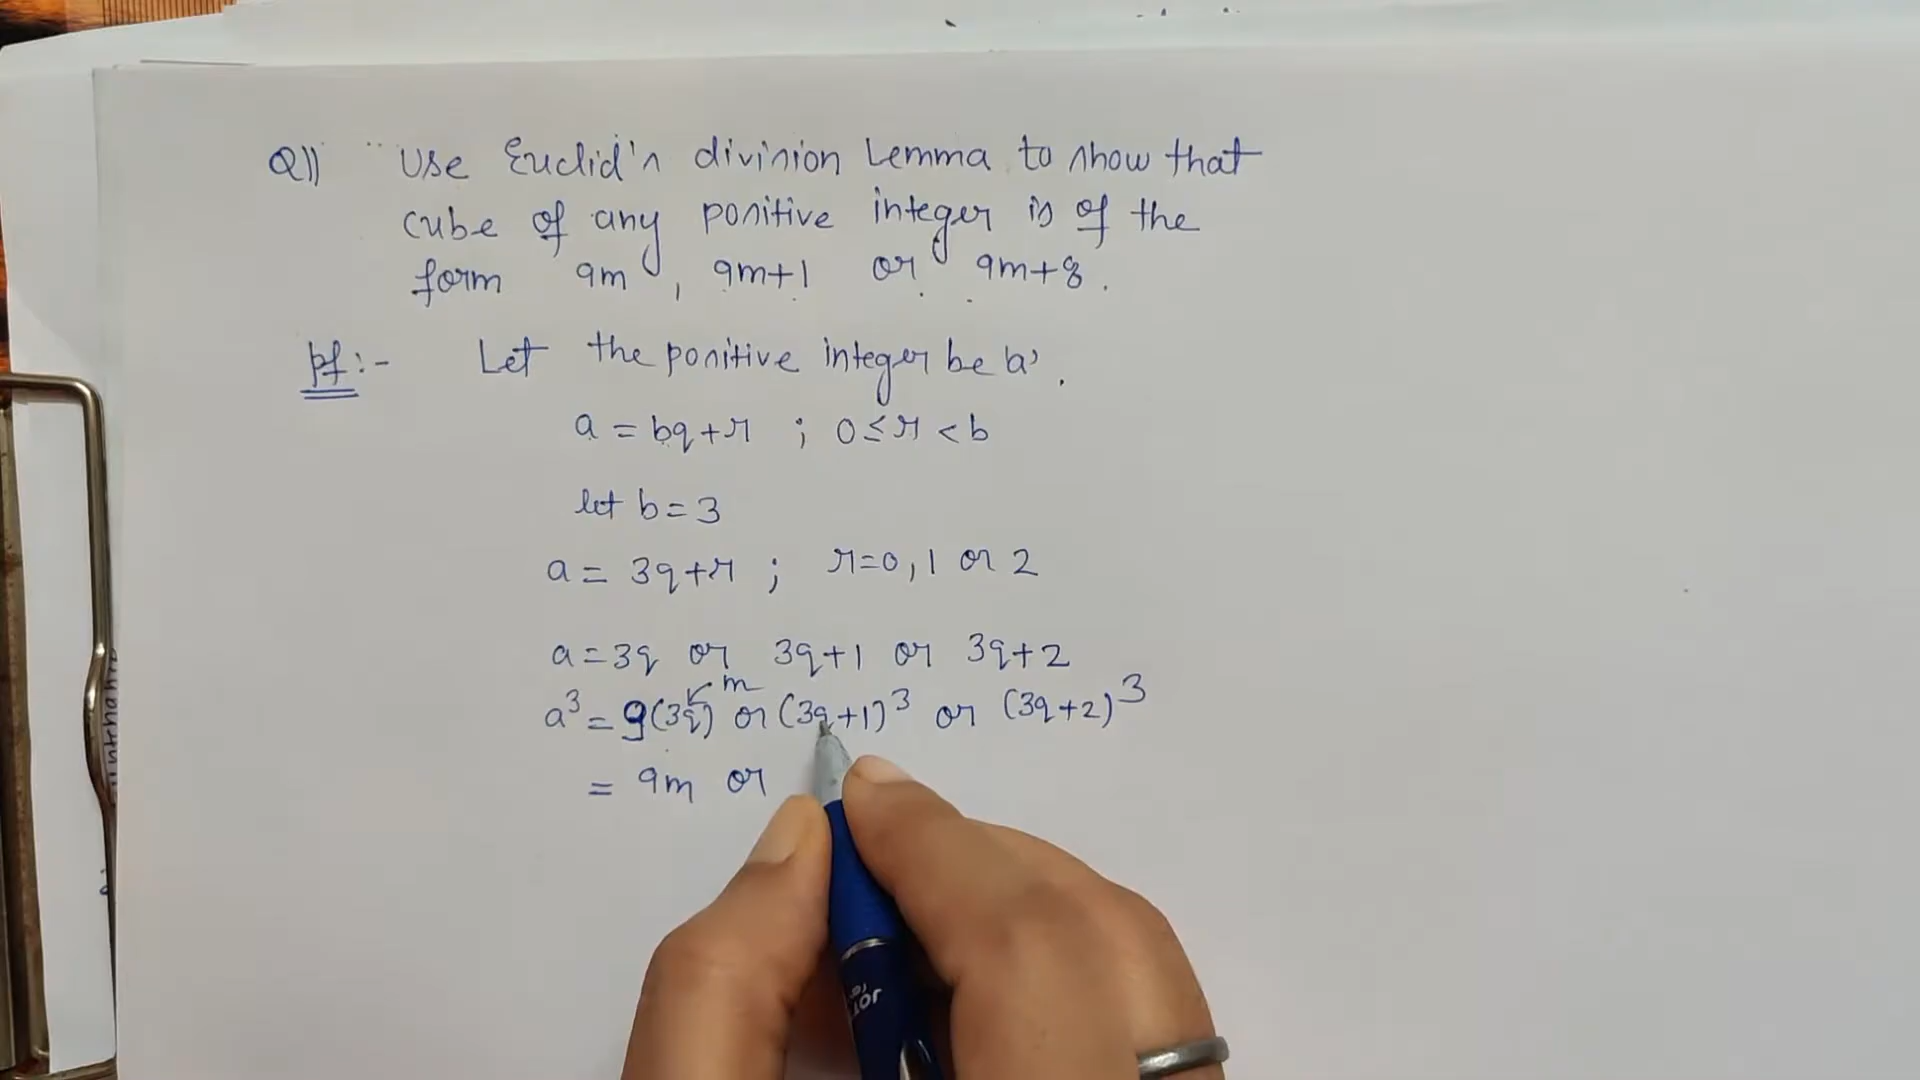 Q11 Use Euclid's division Lemma to show that
cube of any positive integer is of the
form 9m, 9m+1 or 9m+8.
Pf:- Let the positive integer be 'a'.
a = bq+r ; 0≤r<b
let b=3
a = 3q+r ; r=0,1 or 2
a=3q or 3q+1 or 3q+2
m
a³ = 9(3q) or (3q+1)³ or (3q+2)³
= 9m or